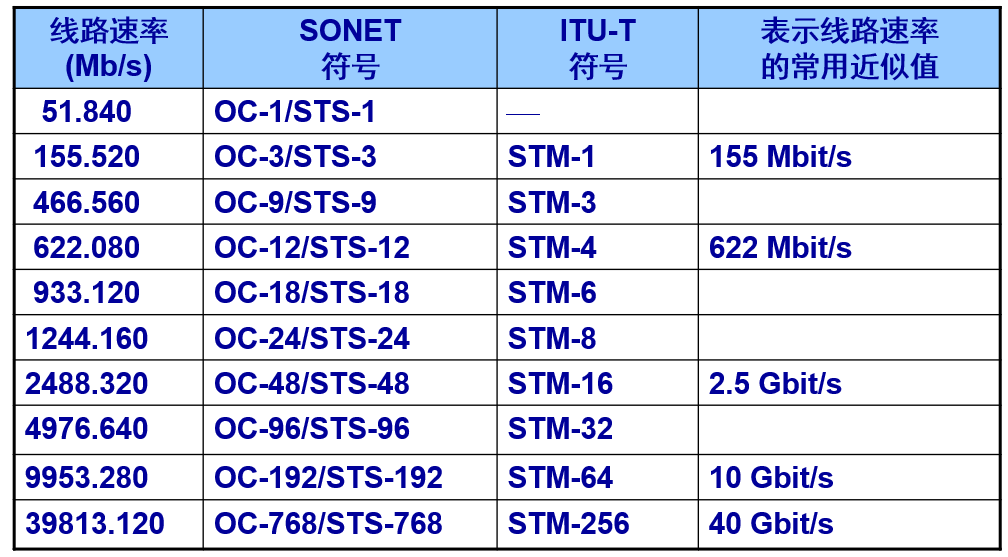 线路速率 (Mb/s) SONET 符号 ITU-T 符号 表示线路速率的常用近似值
51.840 OC-1/STS-1 ——
155.520 OC-3/STS-3 STM-1 155 Mbit/s
466.560 OC-9/STS-9 STM-3
622.080 OC-12/STS-12 STM-4 622 Mbit/s
933.120 OC-18/STS-18 STM-6
1244.160 OC-24/STS-24 STM-8
2488.320 OC-48/STS-48 STM-16 2.5 Gbit/s
4976.640 OC-96/STS-96 STM-32
9953.280 OC-192/STS-192 STM-64 10 Gbit/s
39813.120 OC-768/STS-768 STM-256 40 Gbit/s